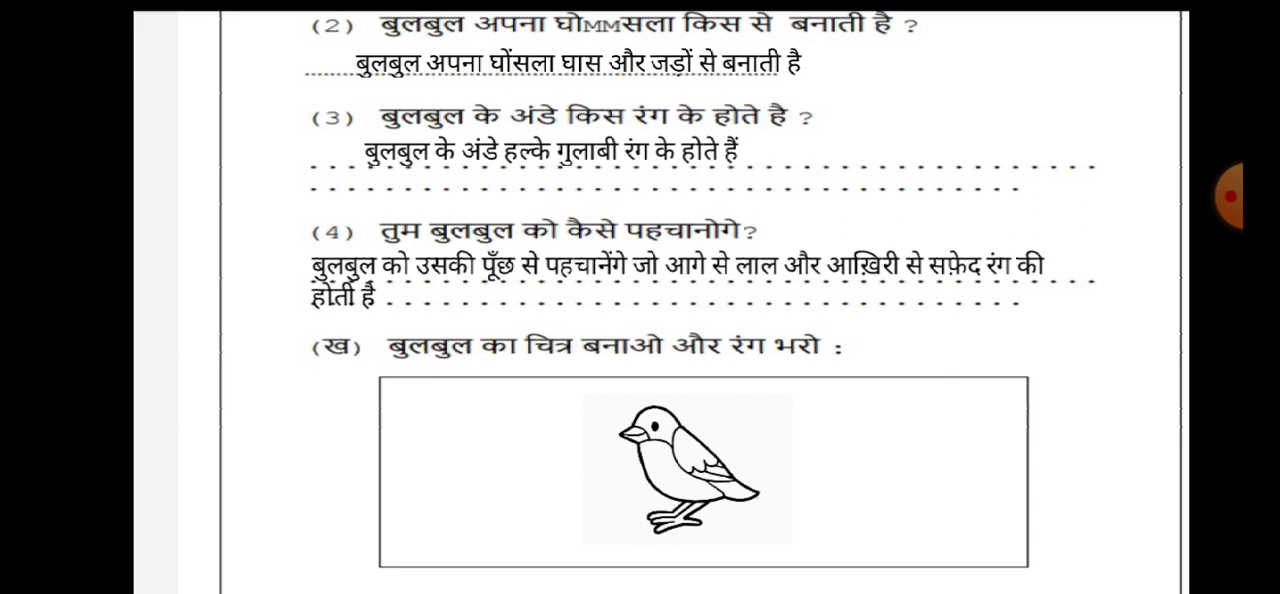 (2) बुलबुल अपना घोMMसला किस से बनाती है ?
बुलबुल अपना घोंसला घास और जड़ों से बनाती है
(3) बुलबुल के अंडे किस रंग के होते है ?
बुलबुल के अंडे हल्के गुलाबी रंग के होते हैं
(4) तुम बुलबुल को कैसे पहचानोगे?
बुलबुल को उसकी पूँछ से पहचानेंगे जो आगे से लाल और आख़िरी से सफ़ेद रंग की
होती है
(ख) बुलबुल का चित्र बनाओ और रंग भरो :